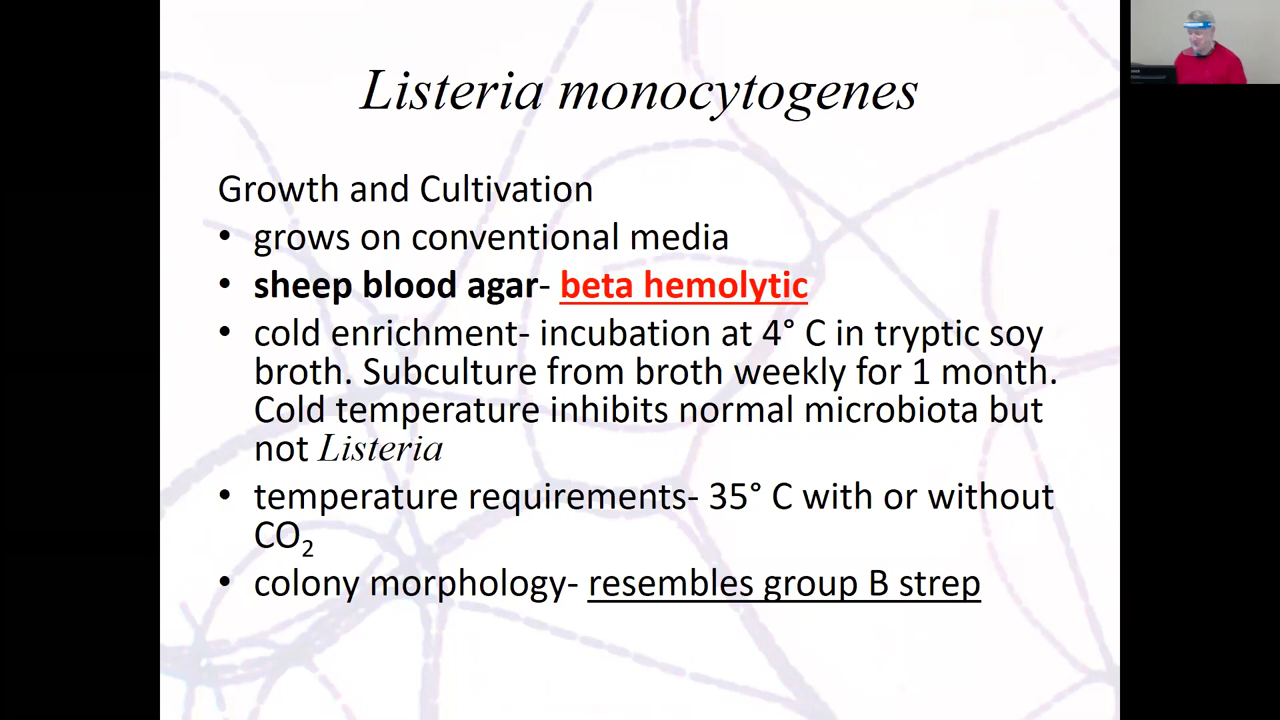 Listeria monocytogenes
Growth and Cultivation
• grows on conventional media
• sheep blood agar- beta hemolytic
• cold enrichment- incubation at 4° C in tryptic soy
broth. Subculture from broth weekly for 1 month.
Cold temperature inhibits normal microbiota but
not Listeria
• temperature requirements- 35° C with or without
CO₂
• colony morphology- resembles group B strep